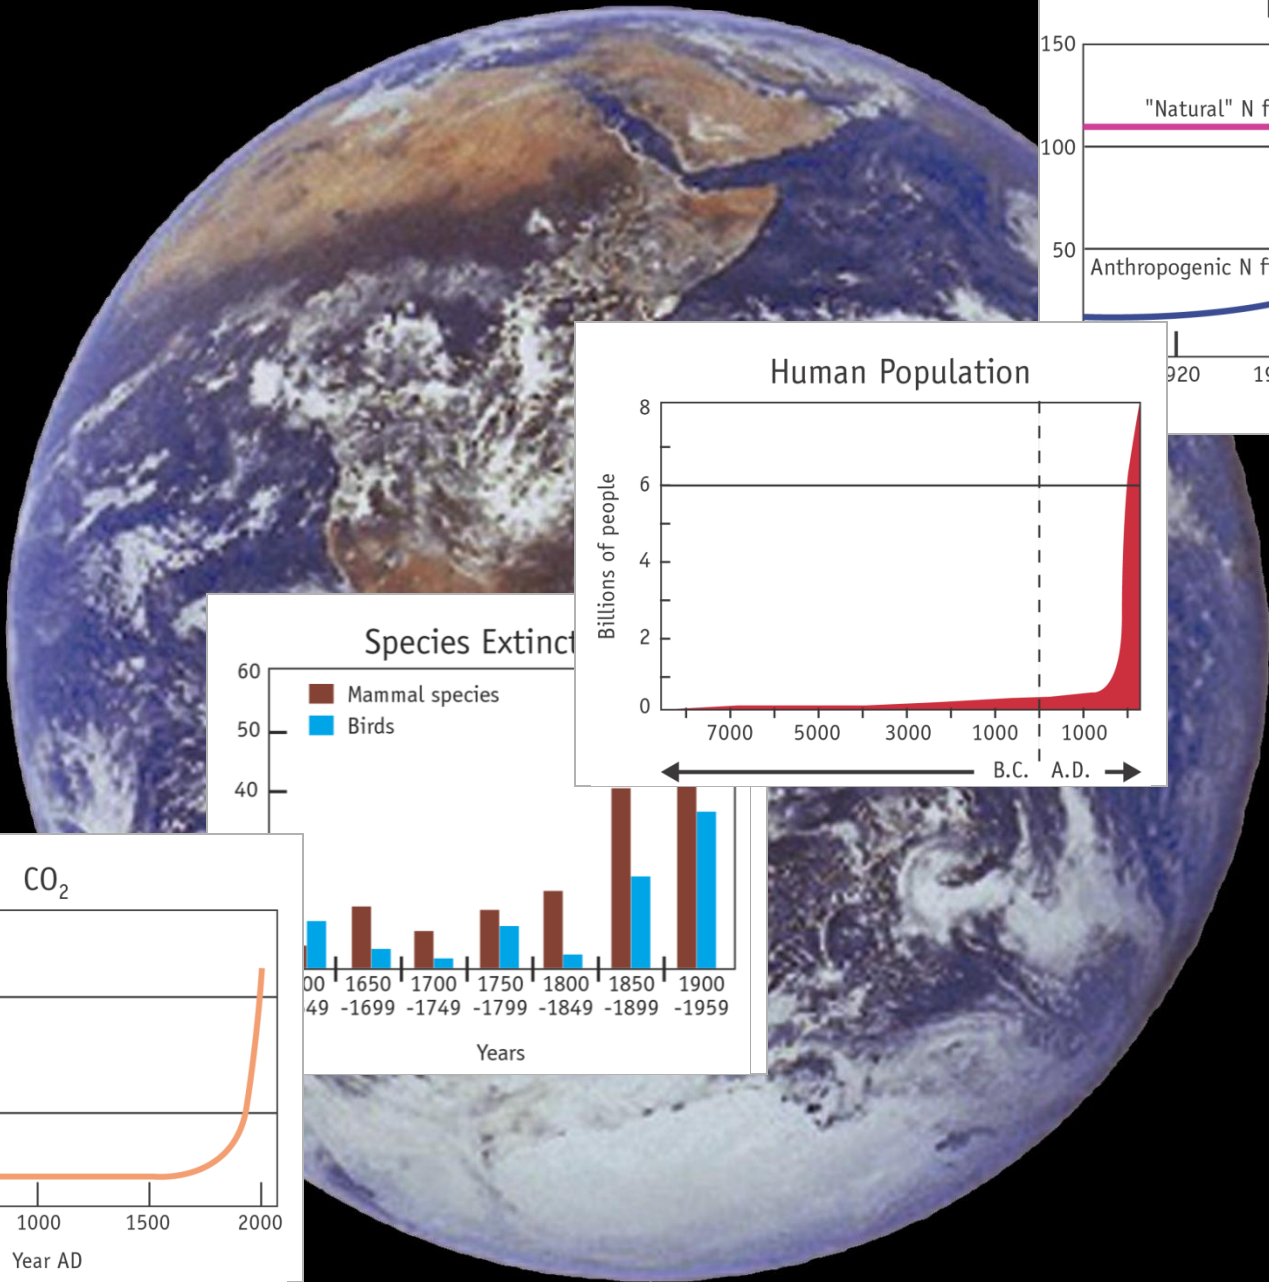 150
"Natural" N f
100
50
Anthropogenic N f
920
19
Human Population
8
6
4
2
0
Billions of people
7000 5000 3000 1000 1000
B.C. A.D.
Species Extinct
60
Mammal species
50
Birds
40
00 1650 1700 1750 1800 1850 1900
49 -1699 -1749 -1799 -1849 -1899 -1959
Years
CO₂
1000 1500 2000
Year AD